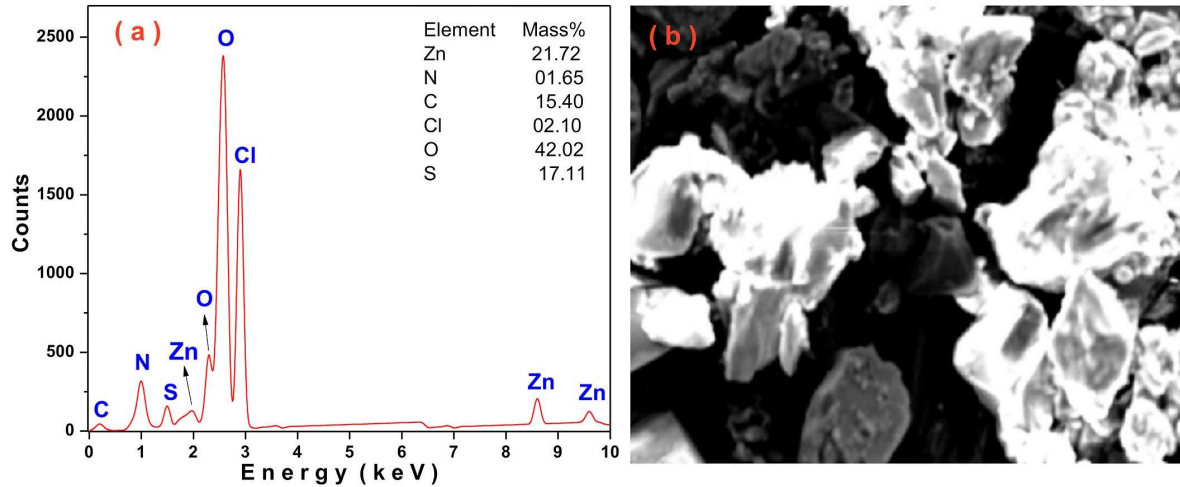 ( a )
Element Mass%
Zn 21.72
N 01.65
C 15.40
Cl 02.10
O 42.02
S 17.11
O
Cl
O
Zn
N
S
C
Zn
Zn
2500
2000
1500
1000
500
0
Counts
0 1 2 3 4 5 6 7 8 9 10
Energy (keV)
( b )